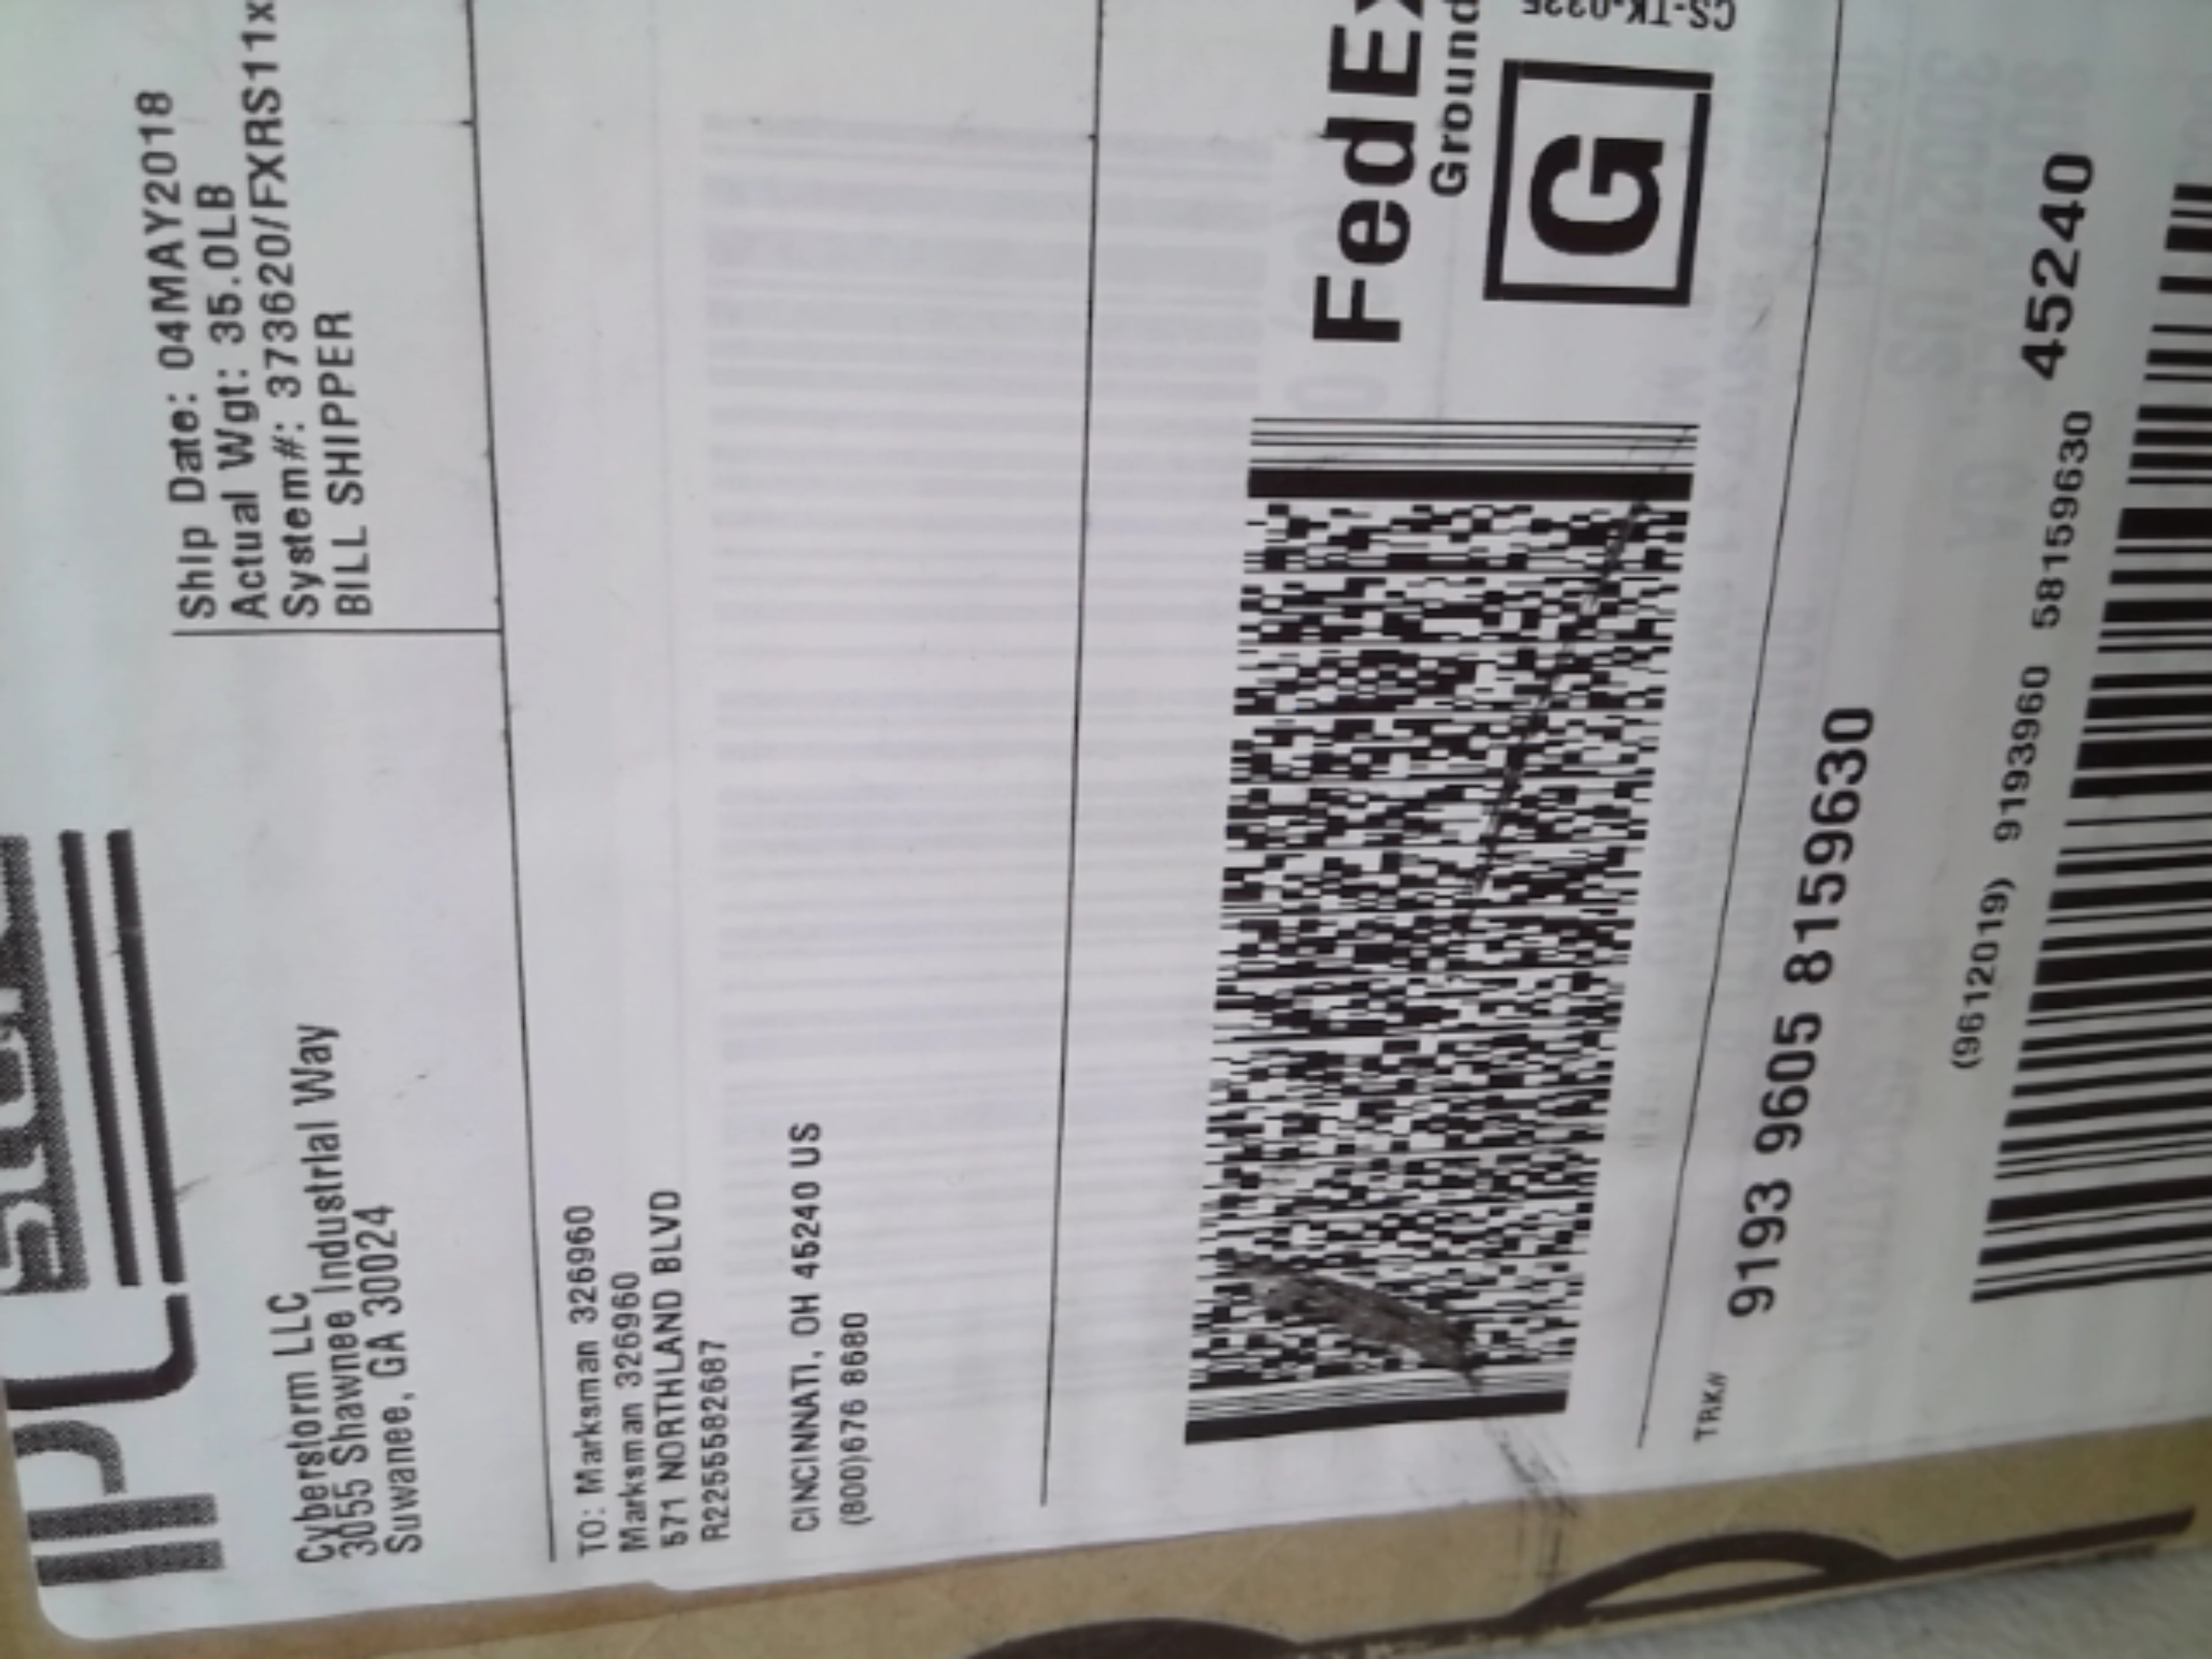 IPL
Cyberstorm LLC
3055 Shawnee Industrial Way
Suwanee, GA 30024
Ship Date: 04MAY2018
Actual Wgt: 35.0LB
System#: 373620/FXRS11x
BILL SHIPPER
TO: Marksman 326960
Marksman 326960
571 NORTHLAND BLVD
R2255582687
CINCINNATI, OH 45240 US
(800)676 8680
FedEx
Ground
G
TRK#
9193 9605 8159630
(9612019) 9193960 58159630 45240